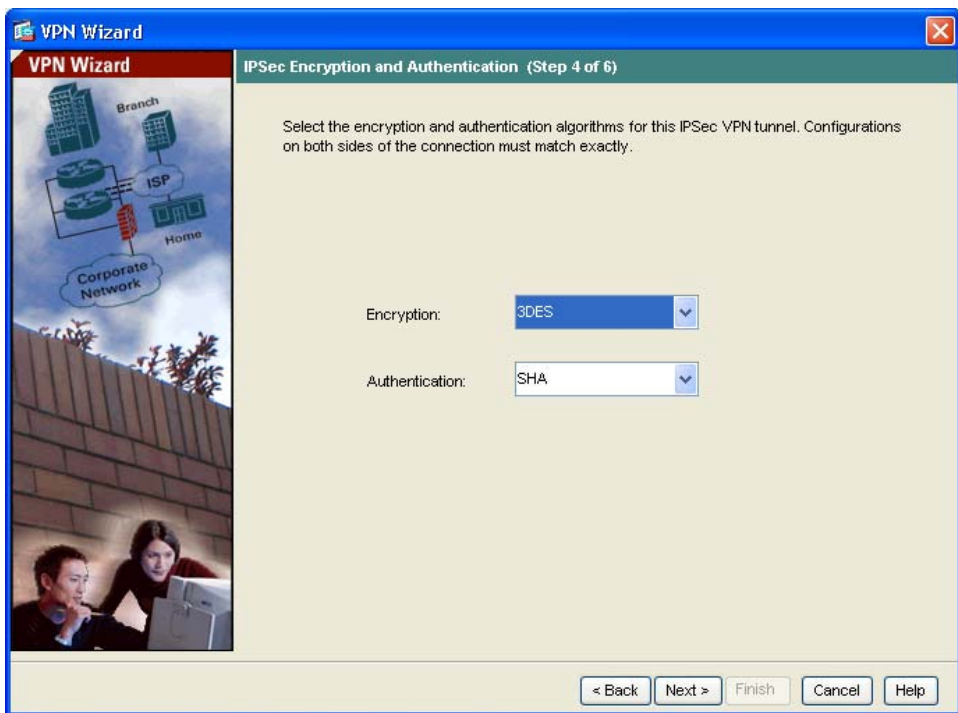 VPN Wizard
VPN Wizard
IPSec Encryption and Authentication (Step 4 of 6)
Branch
ISP
Home
Corporate
Network
Select the encryption and authentication algorithms for this IPSec VPN tunnel. Configurations
on both sides of the connection must match exactly.
Encryption:
3DES
Authentication:
SHA
< Back
Next >
Finish
Cancel
Help